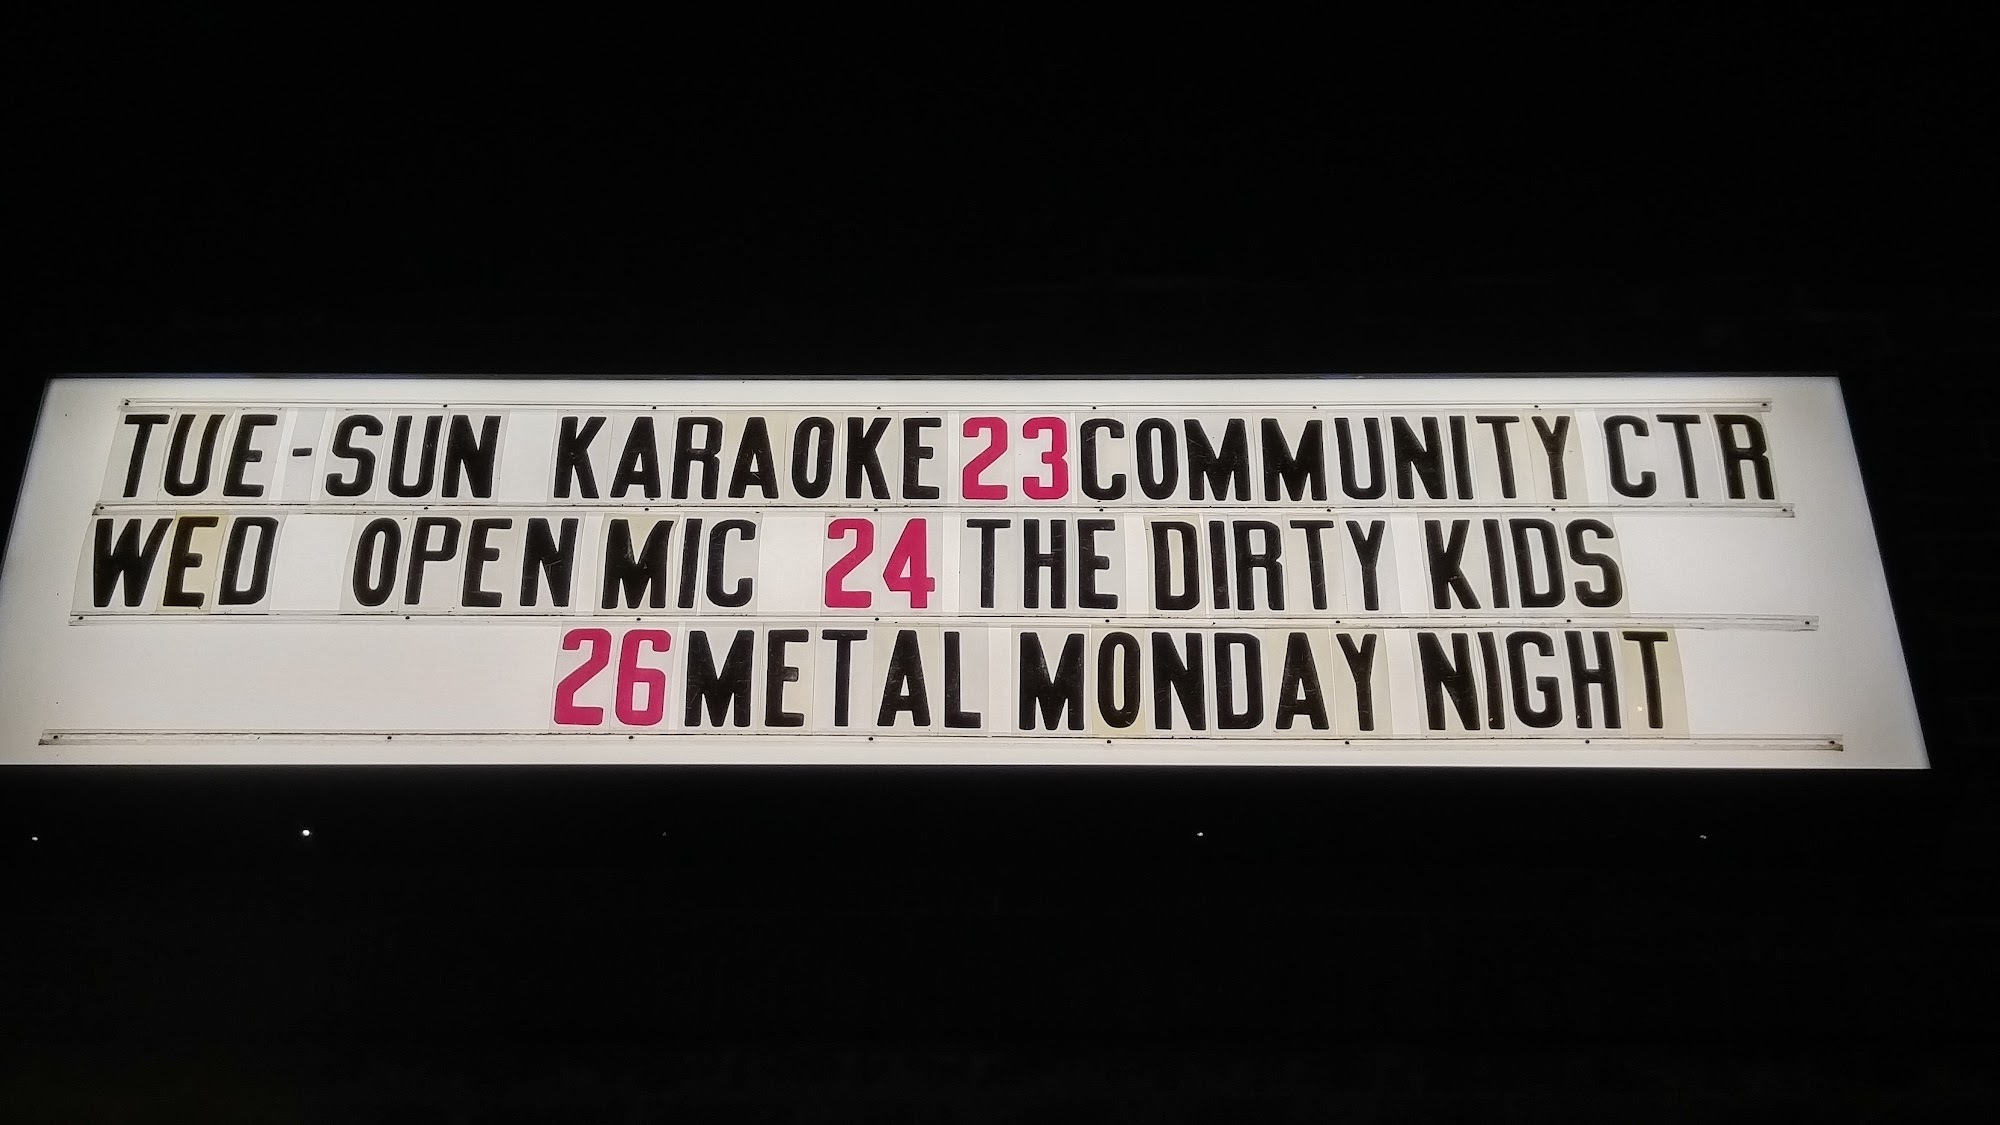 TUE-SUN KARAOKE 23 COMMUNITY CTR
WED OPEN MIC 24 THE DIRTY KIDS
26 METAL MONDAY NIGHT